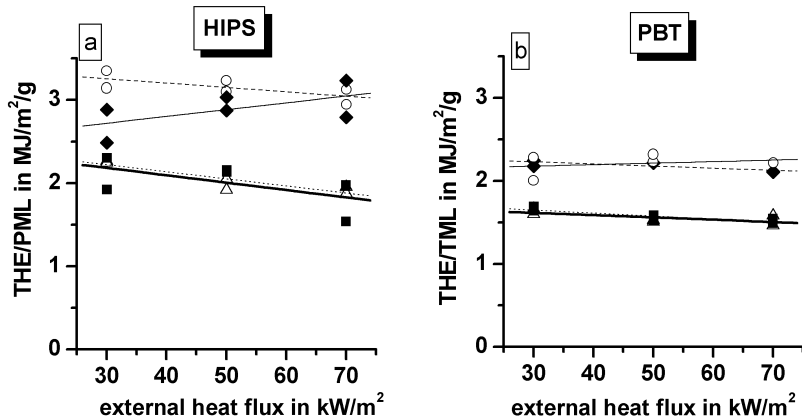 HIPS
a
THE/PML in MJ/m²/g
3
2
1
0
30 40 50 60 70
external heat flux in kW/m²
PBT
b
THE/TML in MJ/m²/g
3
2
1
0
30 40 50 60 70
external heat flux in kW/m²